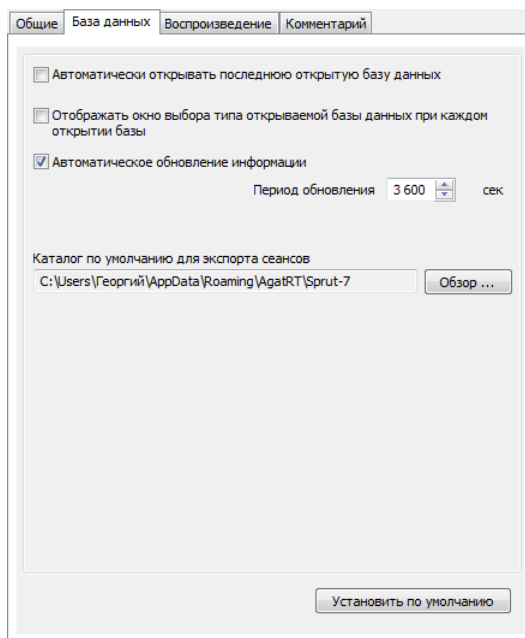 Общие База данных Воспроизведение Комментарий
Автоматически открывать последнюю открытую базу данных
Отображать окно выбора типа открываемой базы данных при каждом
открытии базы
Автоматическое обновление информации
Период обновления 3 600 сек
Каталог по умолчанию для экспорта сеансов
C:\Users\Георгий\AppData\Roaming\AgatRT\Sprut-7 Обзор ...
Установить по умолчанию